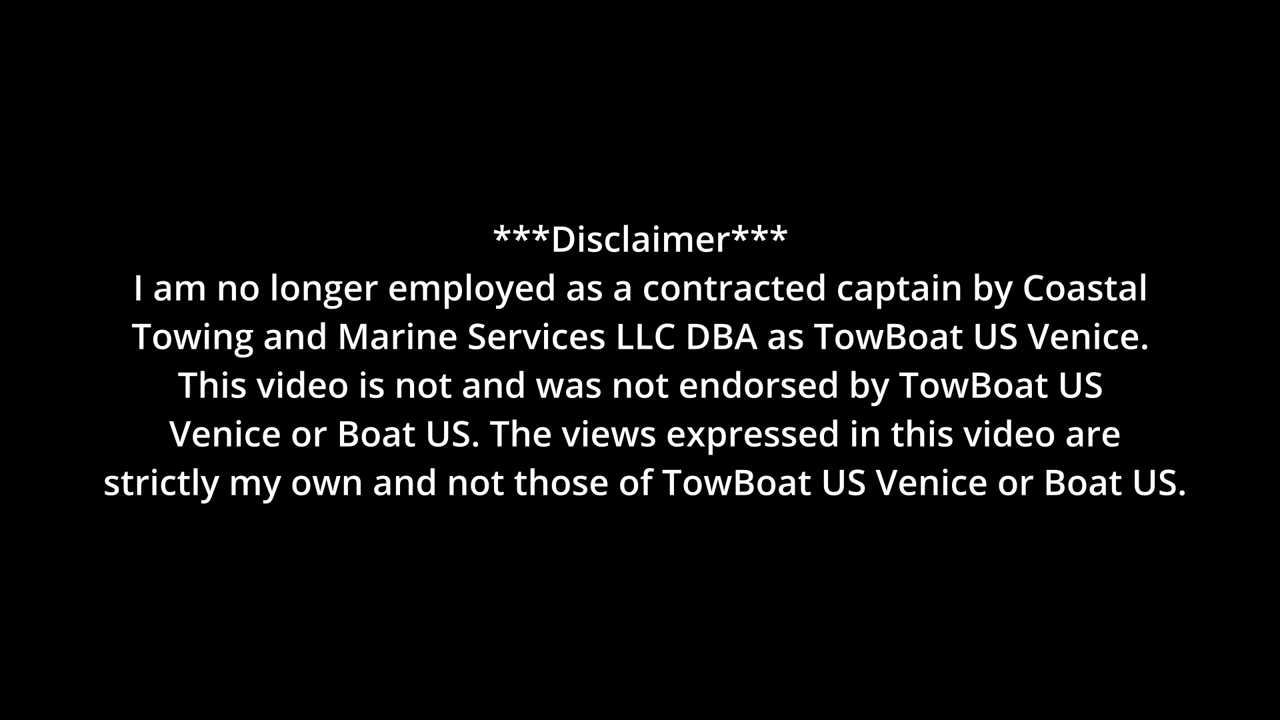 ***Disclaimer***
I am no longer employed as a contracted captain by Coastal
Towing and Marine Services LLC DBA as TowBoat US Venice.
This video is not and was not endorsed by TowBoat US
Venice or Boat US. The views expressed in this video are
strictly my own and not those of TowBoat US Venice or Boat US.